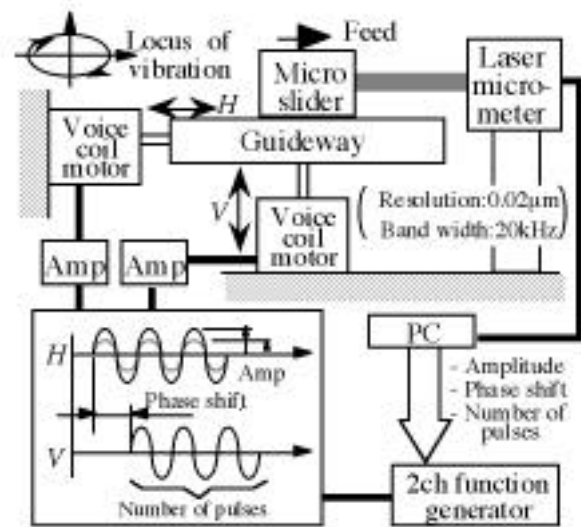 Locus of
vibration
Feed
Micro
slider
Laser
micro-
meter
H
Voice
coil
motor
Guideway
V
Voice
coil
motor
Resolution:0.02μm
Band width:20kHz
Amp
Amp
PC
- Amplitude
- Phase shift
- Number of
pulses
H
Amp
Phase shift
V
Number of pulses
2ch function
generator